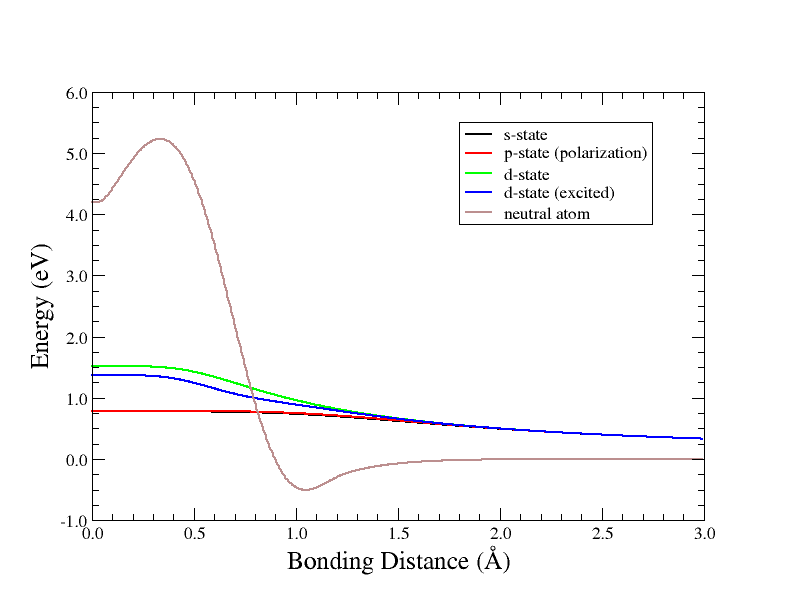 6.0
5.0
4.0
3.0
2.0
1.0
0.0
-1.0
Energy (eV)
s-state
p-state (polarization)
d-state
d-state (excited)
neutral atom
0.0 0.5 1.0 1.5 2.0 2.5 3.0
Bonding Distance (Å)